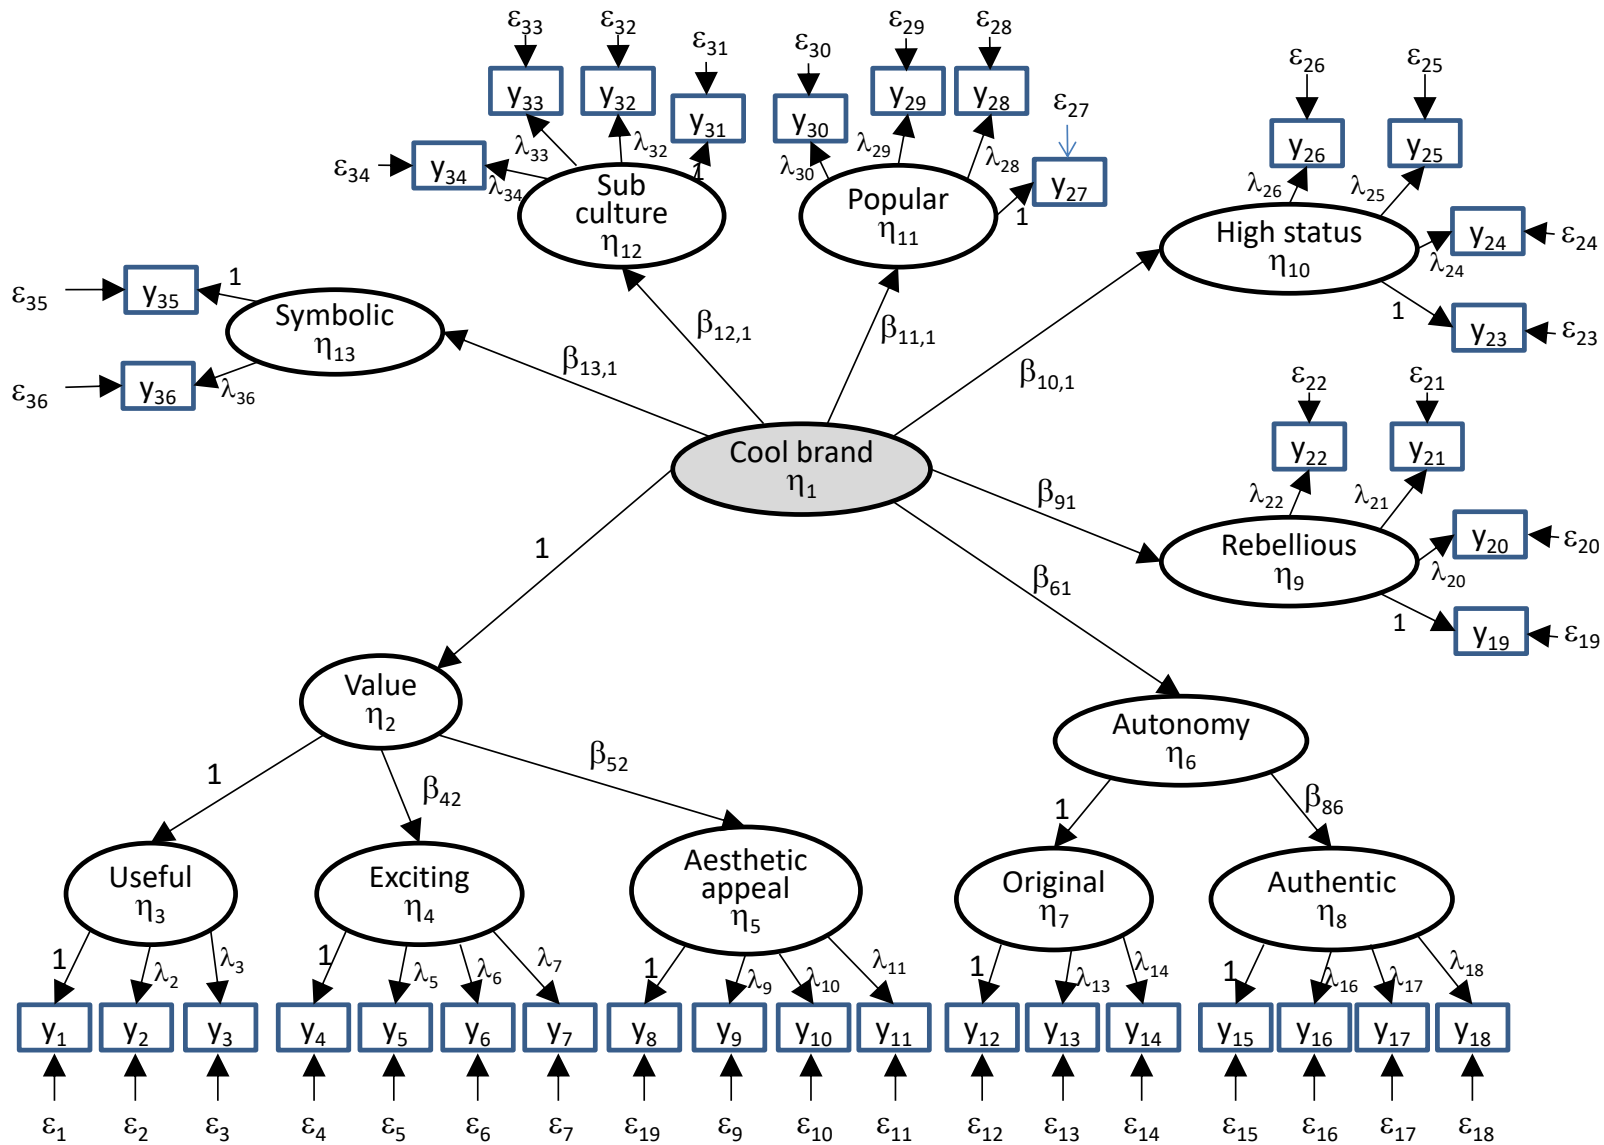 ε33 ε32 ε31 ε30 ε29 ε28 ε27 ε26 ε25
y33 y32 y31 y30 y29 y28 y27 y26 y25
ε34 y34 λ34 λ33 λ32 1
Sub
culture
η12
λ30 λ29 λ28 1
Popular
η11
λ26 λ25
High status
η10
λ24 y24 ε24
1 y23 ε23
ε35 y35 1
Symbolic
η13
ε36 y36 λ36
β13,1 β12,1 β11,1 β10,1
Cool brand
η1
ε22 ε21
y22 y21
λ22 λ21
β91
Rebellious
η9
λ20 y20 ε20
1 y19 ε19
1 β61
Value
η2
Autonomy
η6
1 β42 β52 1 β86
Useful
η3
Exciting
η4
Aesthetic
appeal
η5
Original
η7
Authentic
η8
1 λ2 λ3 1 λ5 λ6 λ7 1 λ9 λ10 λ11 1 λ13 λ14 1 λ16 λ17 λ18
y1 y2 y3 y4 y5 y6 y7 y8 y9 y10 y11 y12 y13 y14 y15 y16 y17 y18
ε1 ε2 ε3 ε4 ε5 ε6 ε7 ε19 ε9 ε10 ε11 ε12 ε13 ε14 ε15 ε16 ε17 ε18